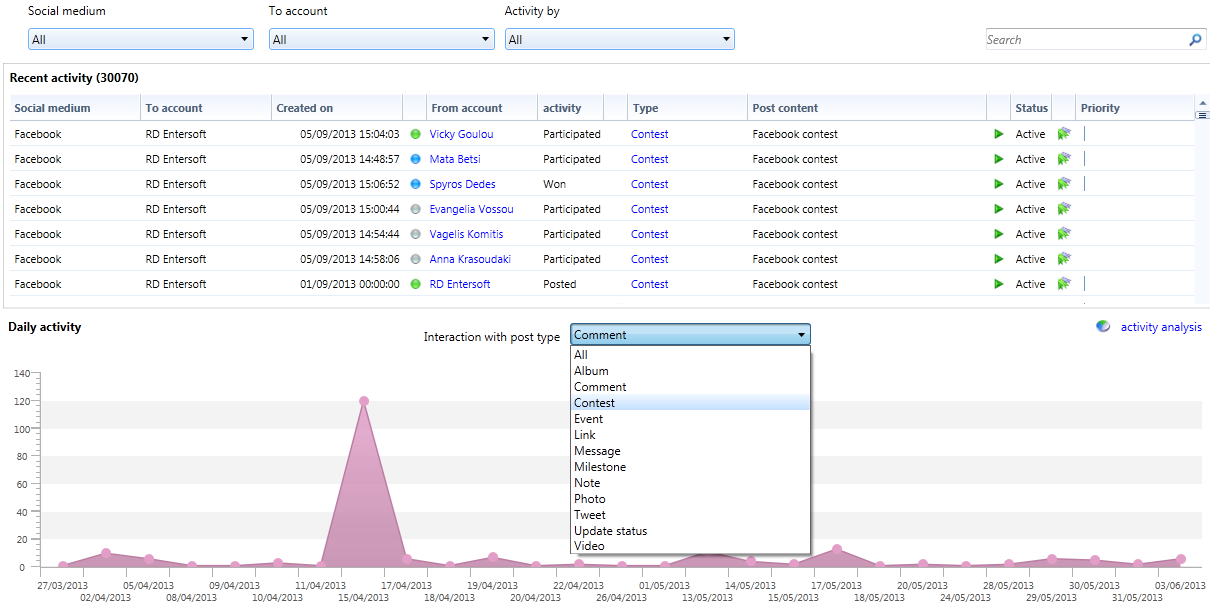 Social medium To account Activity by
All All All Search
Recent activity (30070)
Social medium To account Created on From account activity Type Post content Status Priority
Facebook RD Entersoft 05/09/2013 15:04:03 Vicky Goulou Participated Contest Facebook contest Active
Facebook RD Entersoft 05/09/2013 14:48:57 Mata Betsi Participated Contest Facebook contest Active
Facebook RD Entersoft 05/09/2013 15:06:52 Spyros Dedes Won Contest Facebook contest Active
Facebook RD Entersoft 05/09/2013 15:00:44 Evangelia Vossou Participated Contest Facebook contest Active
Facebook RD Entersoft 05/09/2013 14:54:44 Vagelis Komitis Participated Contest Facebook contest Active
Facebook RD Entersoft 05/09/2013 14:58:06 Anna Krasoudaki Participated Contest Facebook contest Active
Facebook RD Entersoft 01/09/2013 00:00:00 RD Entersoft Posted Contest Facebook contest Active
Daily activity
Interaction with post type Comment
activity analysis
All
Album
Comment
Contest
Event
Link
Message
Milestone
Note
Photo
Tweet
Update status
Video
140
120
100
80
60
40
20
0
27/03/2013 05/04/2013 09/04/2013 11/04/2013 17/04/2013 19/04/2013 22/04/2013 01/05/2013 14/05/2013 17/05/2013 20/05/2013 28/05/2013 30/05/2013 03/06/2013
02/04/2013 08/04/2013 10/04/2013 15/04/2013 18/04/2013 20/04/2013 26/04/2013 13/05/2013 15/05/2013 18/05/2013 24/05/2013 29/05/2013 31/05/2013